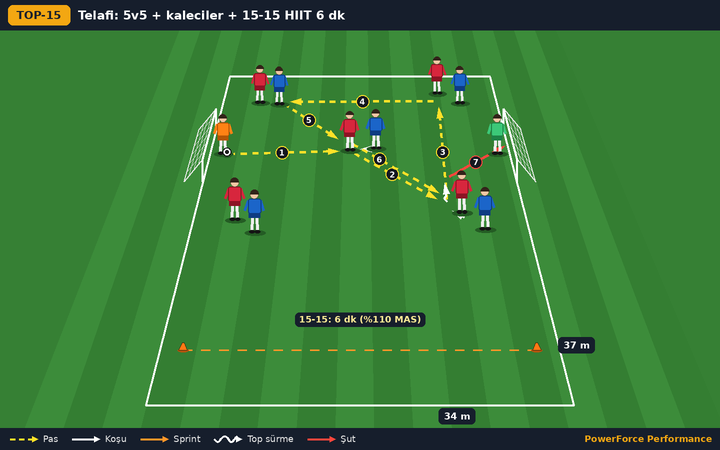 TOP-15 Telafi: 5v5 + kaleciler + 15-15 HIIT 6 dk
4
5
1
6
2
3
7
15-15: 6 dk (%110 MAS)
37 m
34 m
Pas Koşu Sprint Top sürme Şut PowerForce Performance